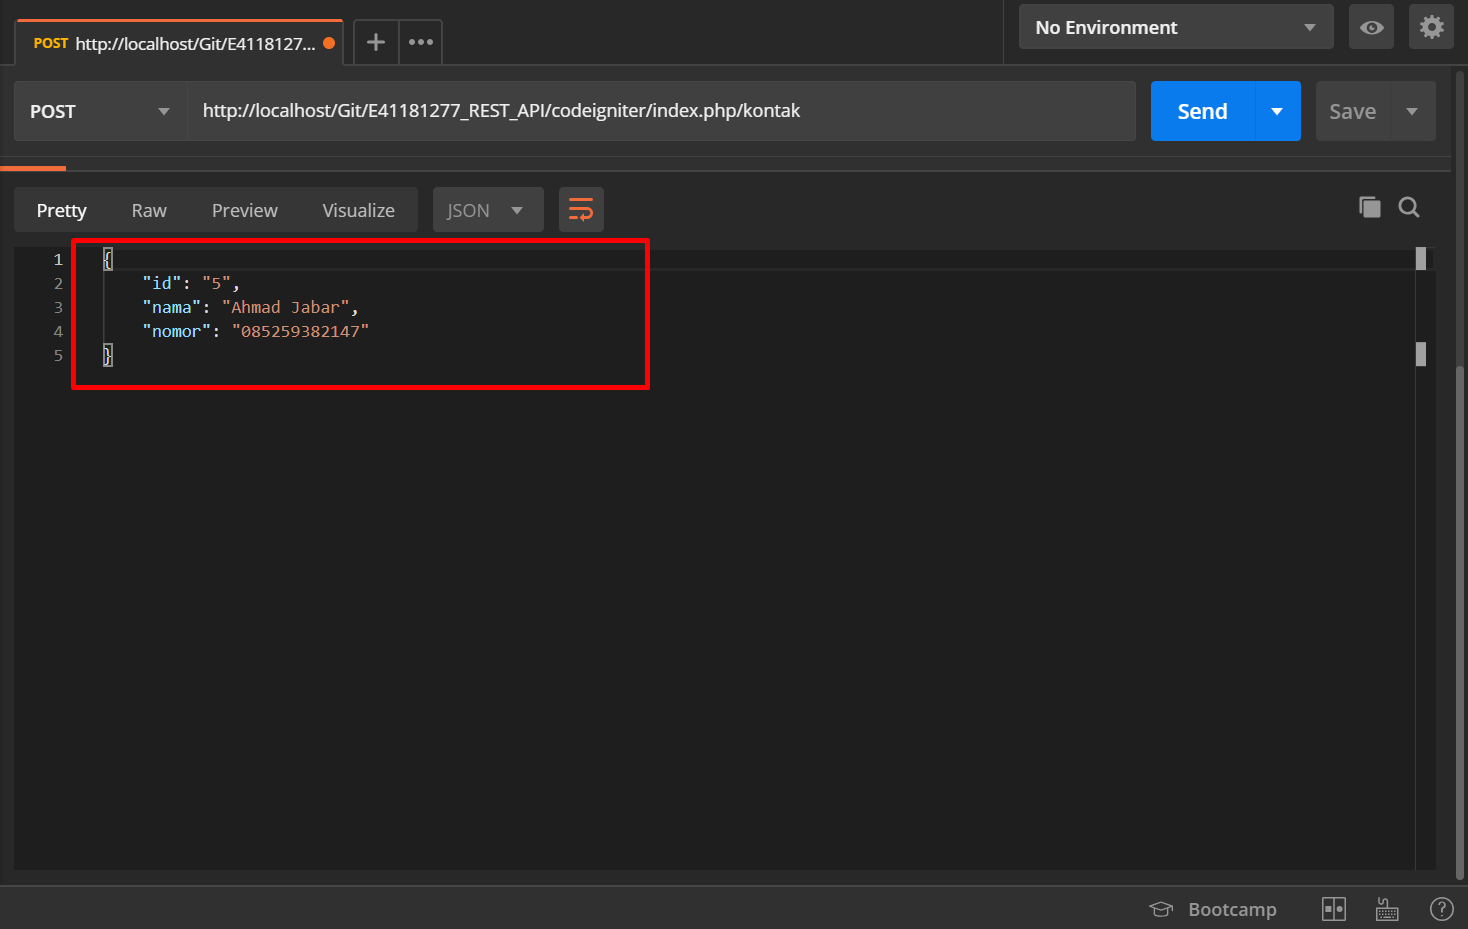 POST http://localhost/Git/E4118127...
No Environment
POST http://localhost/Git/E41181277_REST_API/codeigniter/index.php/kontak Send Save
Pretty Raw Preview Visualize JSON
1 {
2 "id": "5",
3 "nama": "Ahmad Jabar",
4 "nomor": "085259382147"
5 }
Bootcamp